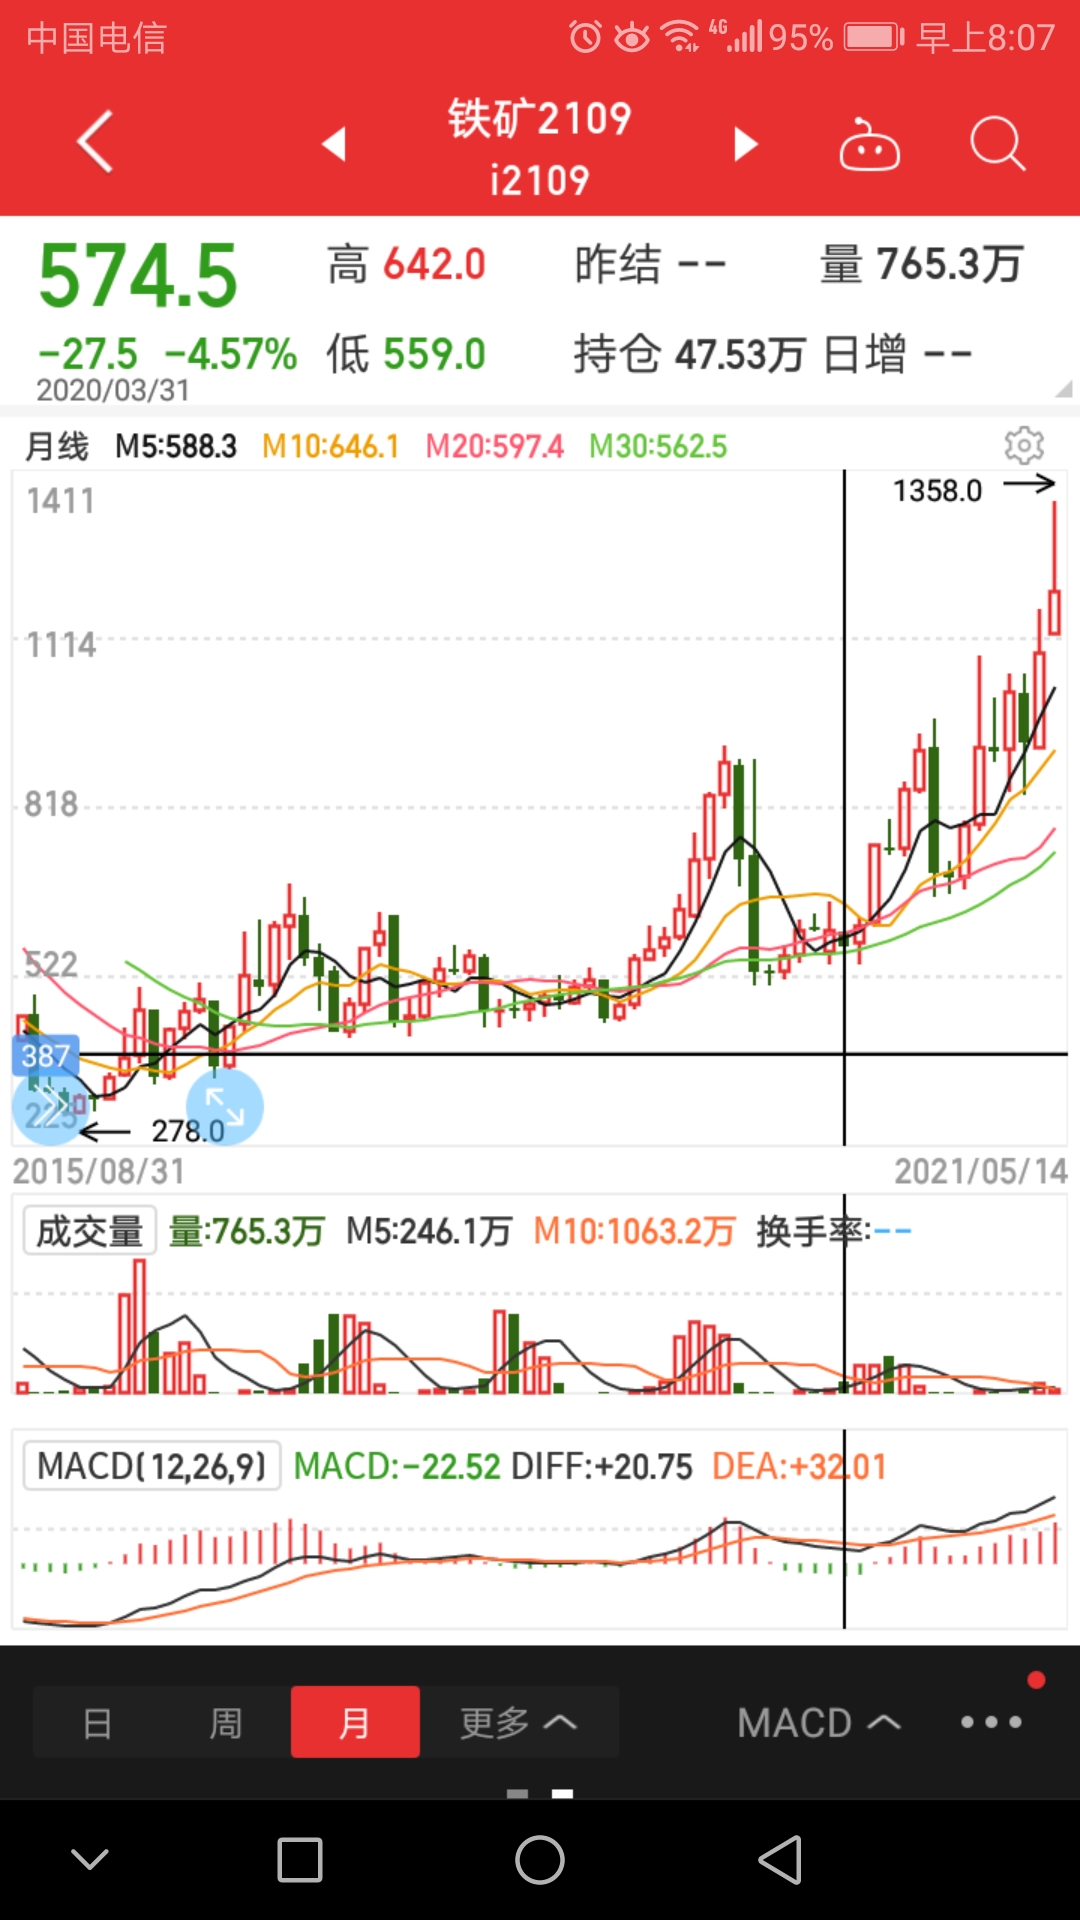 中国电信 4G 95% 早上8:07
铁矿2109
i2109
574.5 高 642.0 昨结 -- 量 765.3万
-27.5 -4.57% 低 559.0 持仓 47.53万 日增 --
2020/03/31
月线 M5:588.3 M10:646.1 M20:597.4 M30:562.5
1411
1358.0
1114
818
522
387
225
278.0
2015/08/31 2021/05/14
成交量 量:765.3万 M5:246.1万 M10:1063.2万 换手率:--
MACD(12,26,9) MACD:-22.52 DIFF:+20.75 DEA:+32.01
日 周 月 更多 MACD